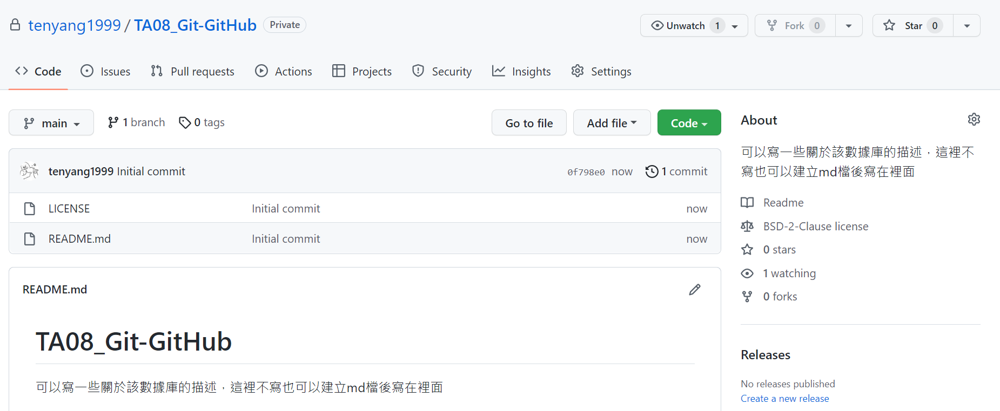 tenyang1999 / TA08_Git-GitHub Private Unwatch 1 Fork 0 Star 0
Code Issues Pull requests Actions Projects Security Insights Settings
main 1 branch 0 tags Go to file Add file Code
tenyang1999 Initial commit 0f798e0 now 1 commit
LICENSE Initial commit now
README.md Initial commit now
README.md
TA08_Git-GitHub
可以寫一些關於該數據庫的描述，這裡不寫也可以建立md檔後寫在裡面
About
可以寫一些關於該數據庫的描述，這裡不
寫也可以建立md檔後寫在裡面
Readme
BSD-2-Clause license
0 stars
1 watching
0 forks
Releases
No releases published
Create a new release